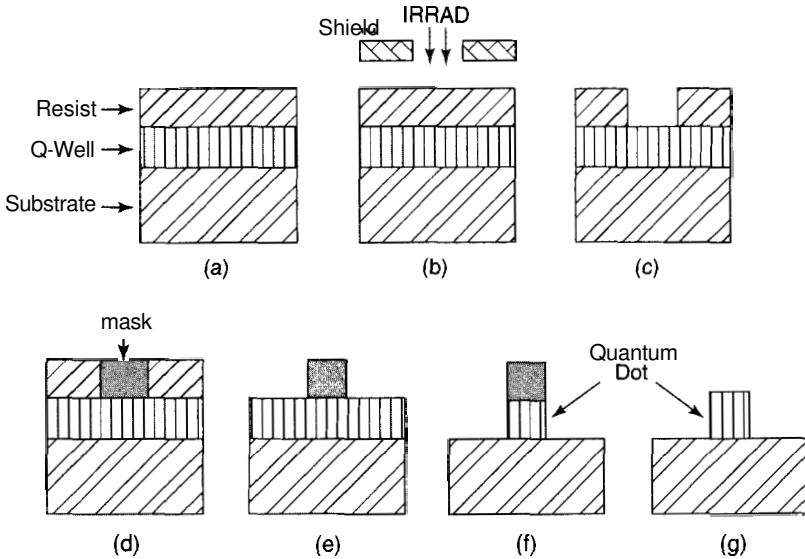 IRRAD
Shield
Resist
Q-Well
Substrate
(a)
(b)
(c)
mask
Quantum
Dot
(d)
(e)
(f)
(g)